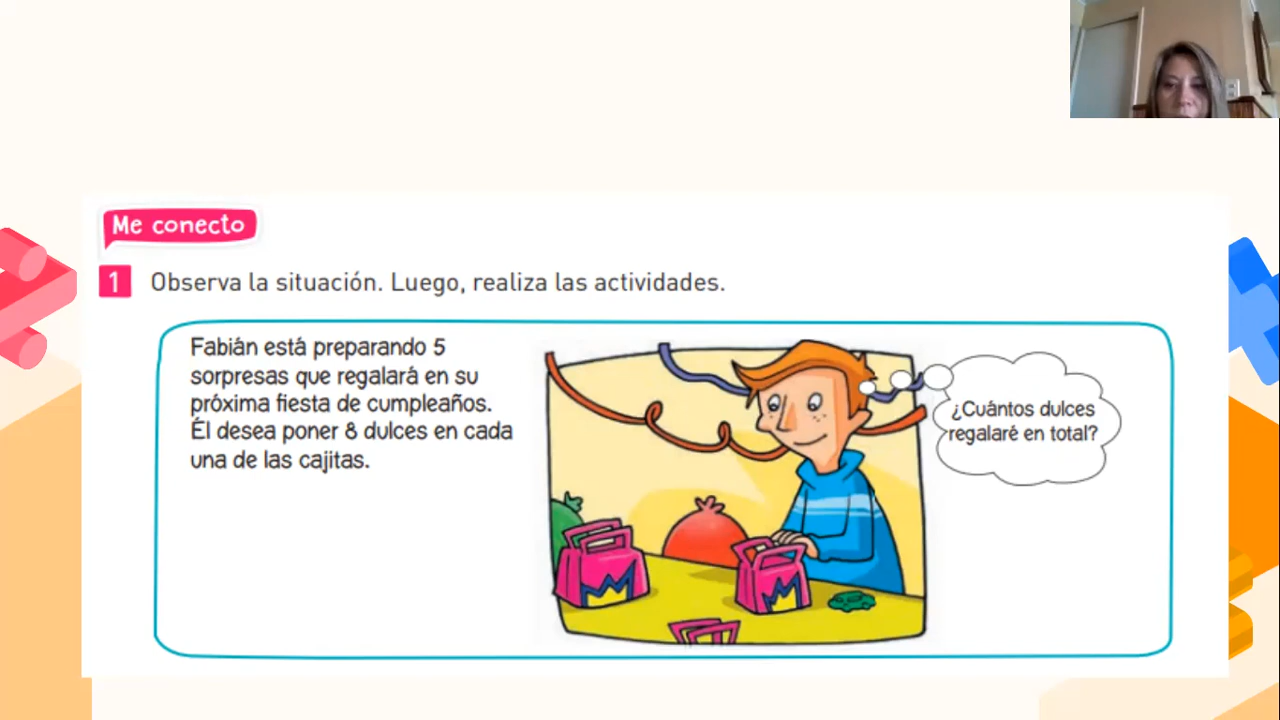 Me conecto
1 Observa la situación. Luego, realiza las actividades.
Fabián está preparando 5
sorpresas que regalará en su
próxima fiesta de cumpleaños.
Él desea poner 8 dulces en cada
una de las cajitas.
¿Cuántos dulces
regalaré en total?